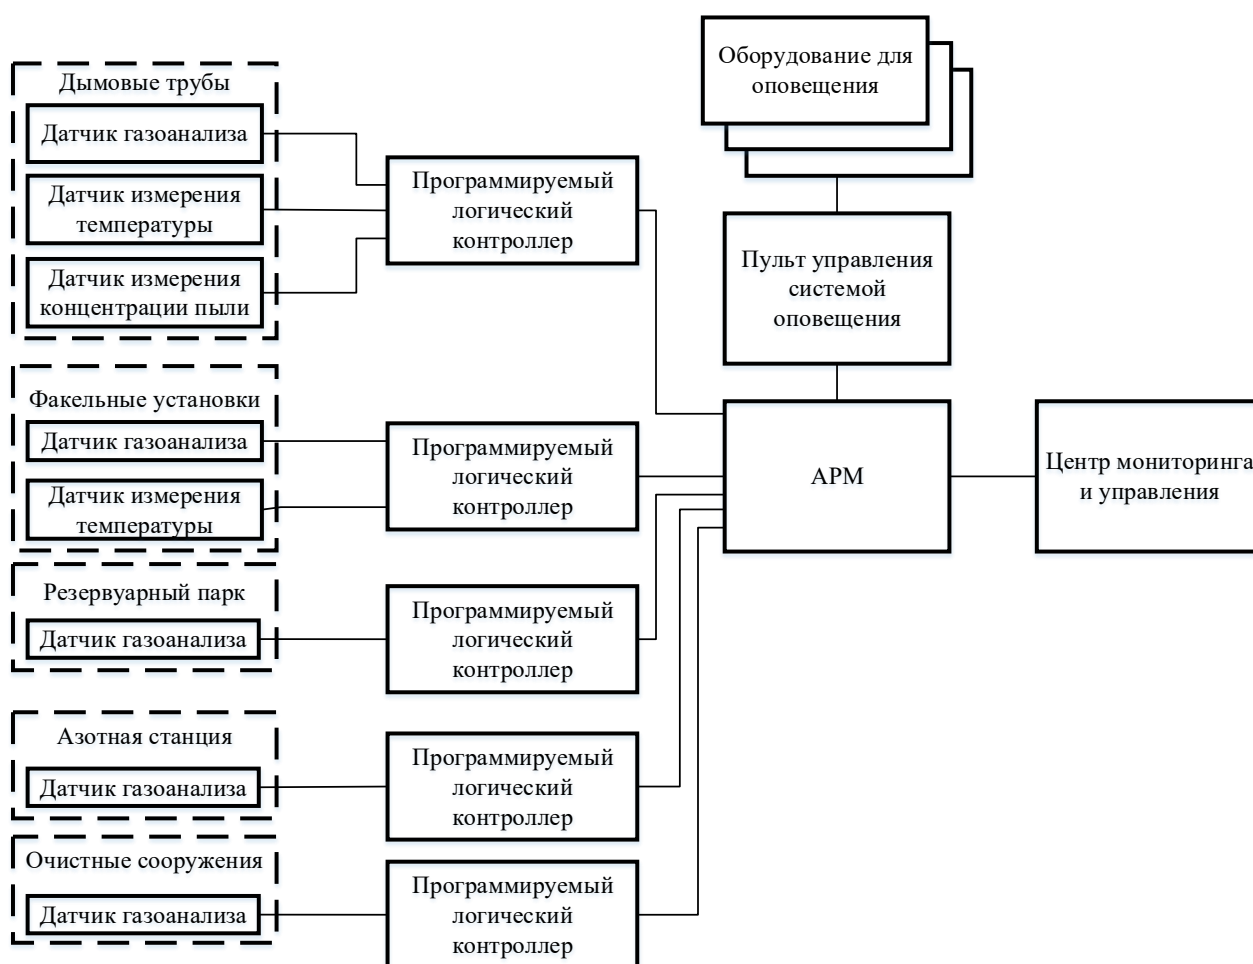 Дымовые трубы
Датчик газоанализа
Датчик измерения
температуры
Датчик измерения
концентрации пыли
Программируемый
логический
контроллер
Оборудование для
оповещения
Пульт управления
системой
оповещения
Факельные установки
Датчик газоанализа
Датчик измерения
температуры
Программируемый
логический
контроллер
АРМ
Центр мониторинга
и управления
Резервуарный парк
Датчик газоанализа
Программируемый
логический
контроллер
Азотная станция
Датчик газоанализа
Программируемый
логический
контроллер
Очистные сооружения
Датчик газоанализа
Программируемый
логический
контроллер